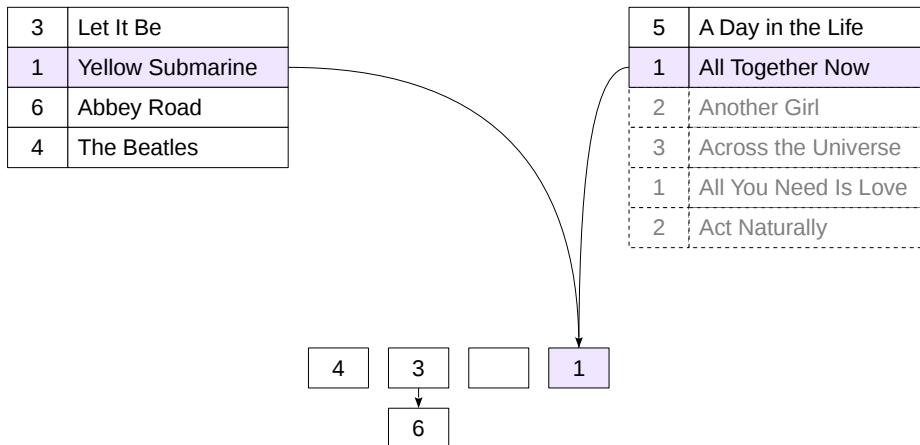 3 Let It Be
1 Yellow Submarine
6 Abbey Road
4 The Beatles
5 A Day in the Life
1 All Together Now
2 Another Girl
3 Across the Universe
1 All You Need Is Love
2 Act Naturally
4 3 1
6